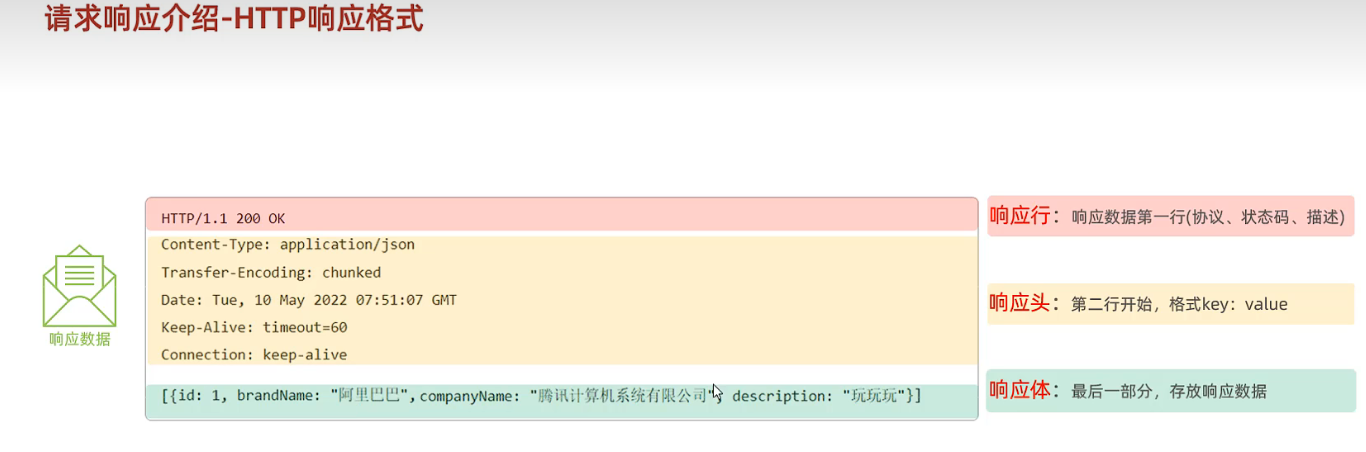 请求响应介绍-HTTP响应格式
HTTP/1.1 200 OK
响应行：响应数据第一行(协议、状态码、描述)
Content-Type: application/json
Transfer-Encoding: chunked
Date: Tue, 10 May 2022 07:51:07 GMT
Keep-Alive: timeout=60
Connection: keep-alive
响应头：第二行开始，格式key：value
响应数据
[{id: 1, brandName: "阿里巴巴",companyName: "腾讯计算机系统有限公司", description: "玩玩玩"}]
响应体：最后一部分，存放响应数据